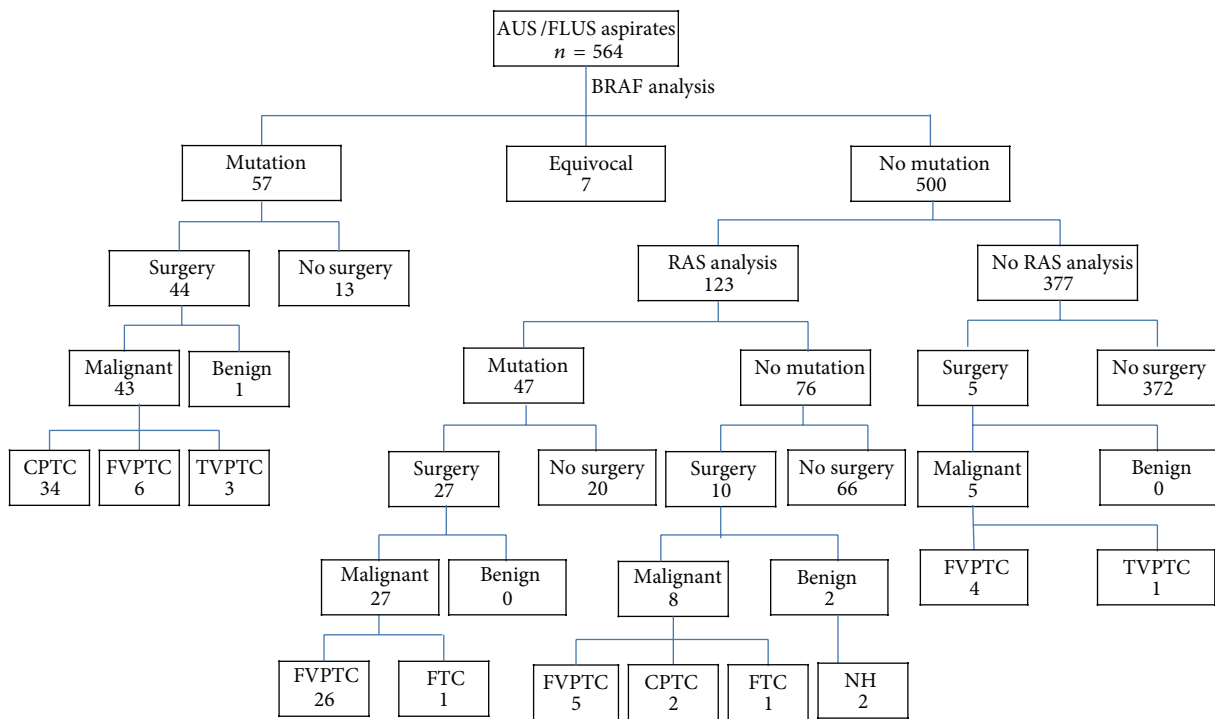 AUS/FLUS aspirates
n = 564
BRAF analysis
Mutation
57
Equivocal
7
No mutation
500
Surgery
44
No surgery
13
RAS analysis
123
No RAS analysis
377
Malignant
43
Benign
1
Mutation
47
No mutation
76
Surgery
5
No surgery
372
CPTC
34
FVPTC
6
TVPTC
3
Surgery
27
No surgery
20
Surgery
10
No surgery
66
Malignant
5
Benign
0
Malignant
27
Benign
0
Malignant
8
Benign
2
FVPTC
4
TVPTC
1
FVPTC
26
FTC
1
FVPTC
5
CPTC
2
FTC
1
NH
2